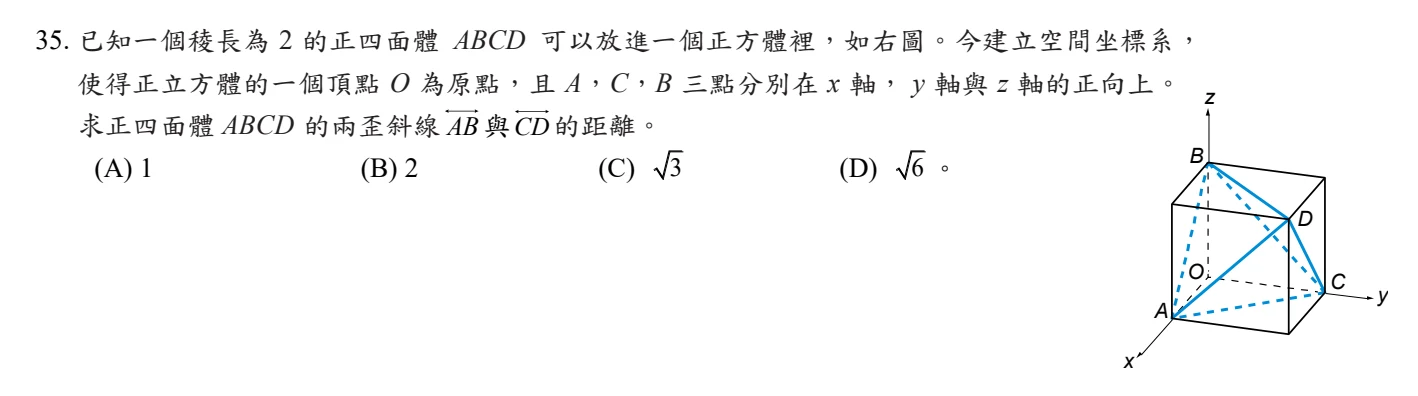 35. 已知一個稜長為 2 的正四面體 ABCD 可以放進一個正方體裡，如右圖。今建立空間坐標系，
使得正立方體的一個頂點 O 為原點，且 A，C，B 三點分別在 x 軸， y 軸與 z 軸的正向上。
求正四面體 ABCD 的兩歪斜線 \overleftrightarrow{AB} 與 \overleftrightarrow{CD} 的距離。
(A) 1 (B) 2 (C) √3 (D) √6 。
z
B
D
O
C
y
A
x